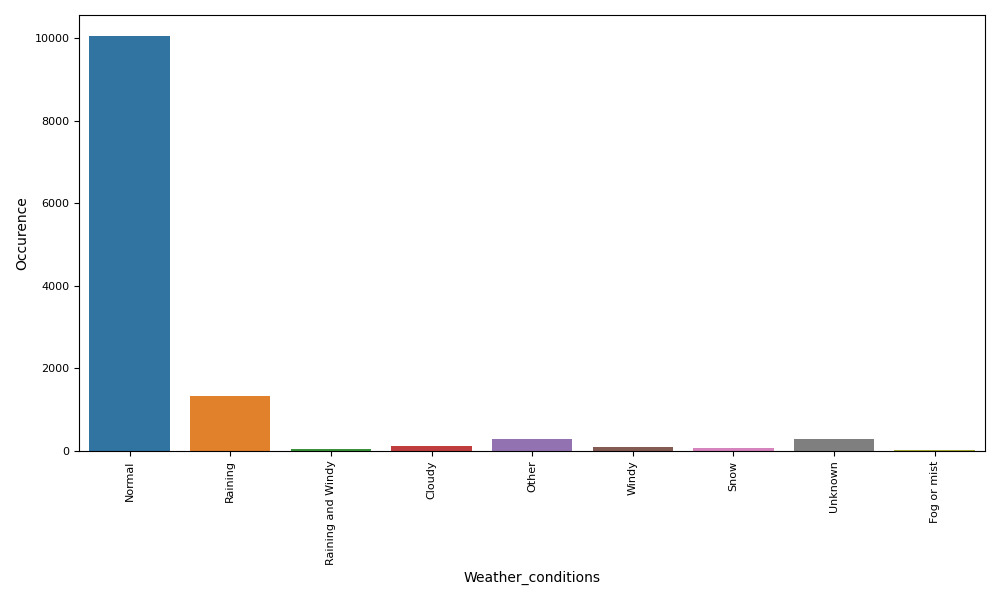 10000
8000
6000
4000
2000
0
Occurence
Normal
Raining
Raining and Windy
Cloudy
Other
Windy
Snow
Unknown
Fog or mist
Weather_conditions